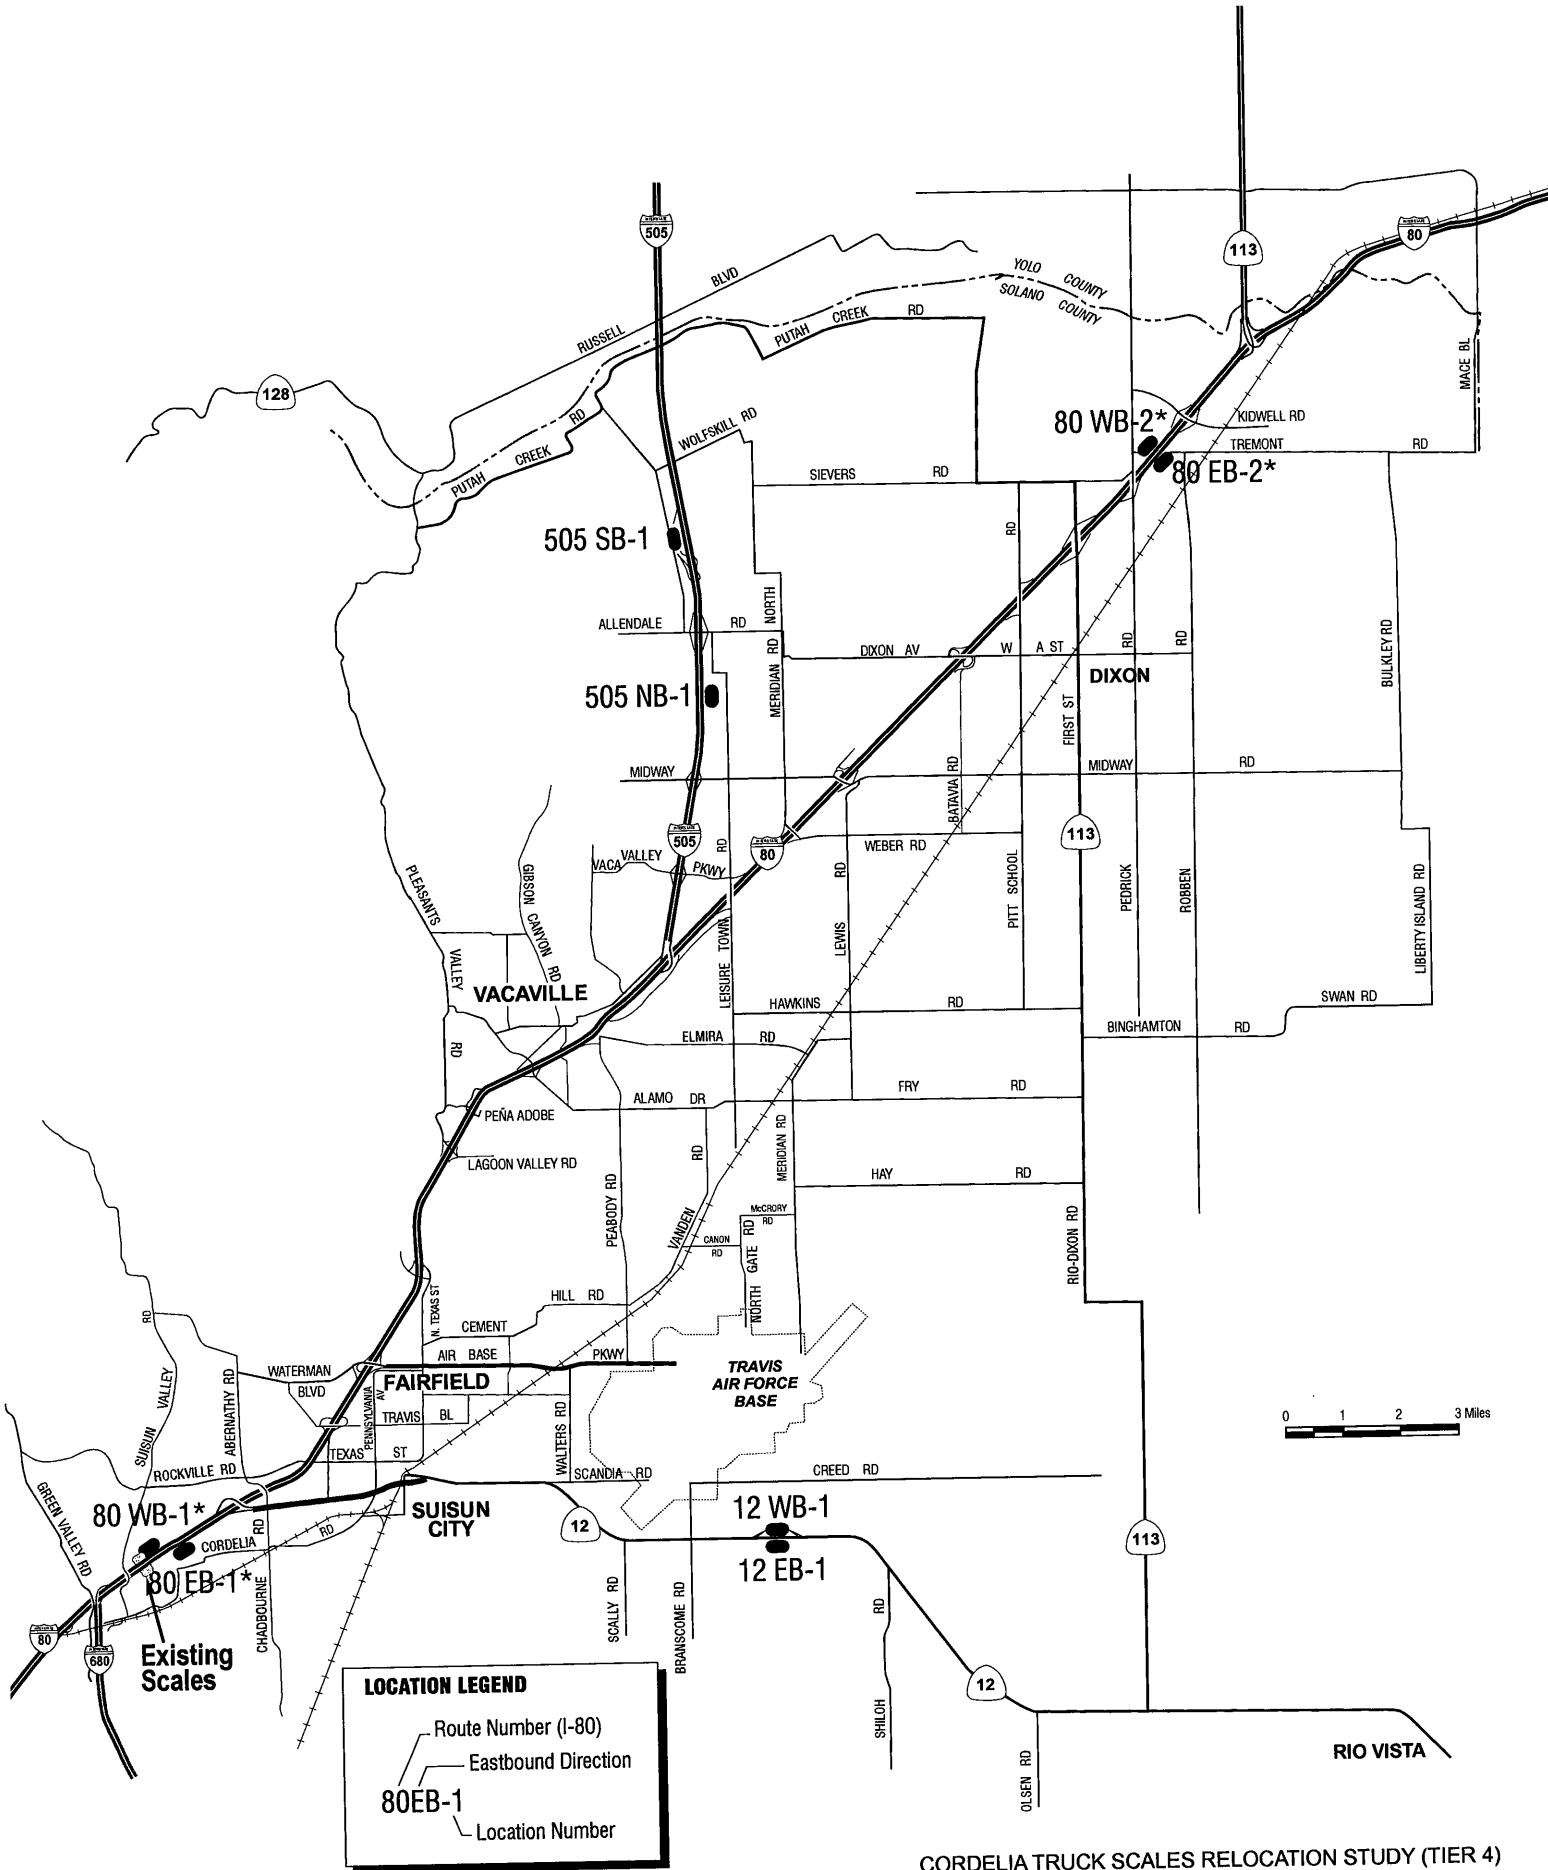 INTERSTATE
505
113
INTERSTATE
80
YOLO COUNTY
SOLANO COUNTY
RUSSELL BLVD
PUTAH CREEK RD
128
MACE BL
PUTAH CREEK RD
WOLFSKILL RD
80 WB-2*
KIDWELL RD
TREMONT RD
80 EB-2*
SIEVERS RD
505 SB-1
ALLENDALE RD
MERIDIAN RD NORTH
DIXON AV
W A ST
DIXON
505 NB-1
FIRST ST
BULKLEY RD
MIDWAY
MIDWAY RD
BATAVIA RD
505
80
113
VACA VALLEY PKWY
WEBER RD
PITT SCHOOL RD
PEDRICK RD
ROBBEN RD
LIBERTY ISLAND RD
PLEASANTS VALLEY RD
GIBSON CANYON RD
LEISURE TOWN RD
LEWIS RD
VACAVILLE
HAWKINS RD
SWAN RD
BINGHAMTON RD
ELMIRA RD
FRY RD
ALAMO DR
PEÑA ADOBE
LAGOON VALLEY RD
MERIDIAN RD
HAY RD
PEABODY RD
VANDEN RD
McCRORY
RD
CANON
RD
NORTH GATE RD
RIO-DIXON RD
N. TEXAS ST
HILL RD
CEMENT
AIR BASE PKWY
WATERMAN
BLVD
FAIRFIELD
TRAVIS
AIR FORCE
BASE
SUISUN VALLEY RD
ABERNATHY RD
PENNSYLVANIA
AV
TRAVIS BL
TEXAS ST
WALTERS RD
0 1 2 3 Miles
ROCKVILLE RD
SCANDIA RD
CREED RD
GREEN VALLEY RD
80 WB-1*
SUISUN
CITY
12
12 WB-1
113
CORDELIA RD
80 EB-1*
12 EB-1
CHADBOURNE RD
SCALLY RD
BRANSCOME RD
SHILOH RD
80
680
Existing
Scales
12
OLSEN RD
RIO VISTA
LOCATION LEGEND
Route Number (I-80)
Eastbound Direction
80EB-1
Location Number
CORDELIA TRUCK SCALES RELOCATION STUDY (TIER 4)